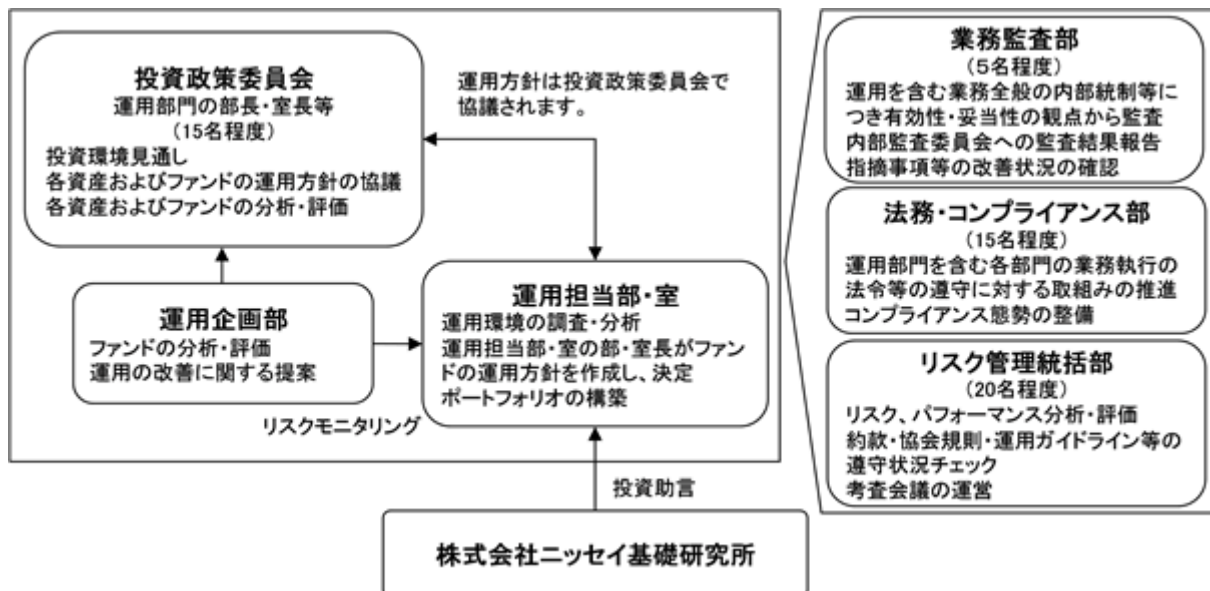 投資政策委員会
運用部門の部長・室長等
(15名程度)
投資環境見通し
各資産およびファンドの運用方針の協議
各資産およびファンドの分析・評価
運用方針は投資政策委員会で
協議されます。
運用企画部
ファンドの分析・評価
運用の改善に関する提案
リスクモニタリング
運用担当部・室
運用環境の調査・分析
運用担当部・室の部・室長がファン
ドの運用方針を作成し、決定
ポートフォリオの構築
投資助言
株式会社ニッセイ基礎研究所
業務監査部
(5名程度)
運用を含む業務全般の内部統制等に
つき有効性・妥当性の観点から監査
内部監査委員会への監査結果報告
指摘事項等の改善状況の確認
法務・コンプライアンス部
(15名程度)
運用部門を含む各部門の業務執行の
法令等の遵守に対する取組みの推進
コンプライアンス態勢の整備
リスク管理統括部
(20名程度)
リスク、パフォーマンス分析・評価
約款・協会規則・運用ガイドライン等の
遵守状況チェック
考査会議の運営